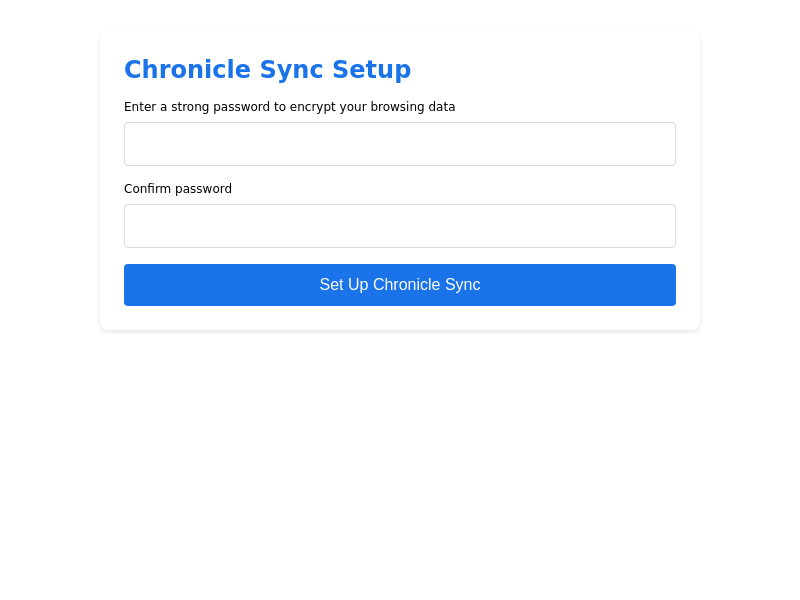 Chronicle Sync Setup
Enter a strong password to encrypt your browsing data
Confirm password
Set Up Chronicle Sync